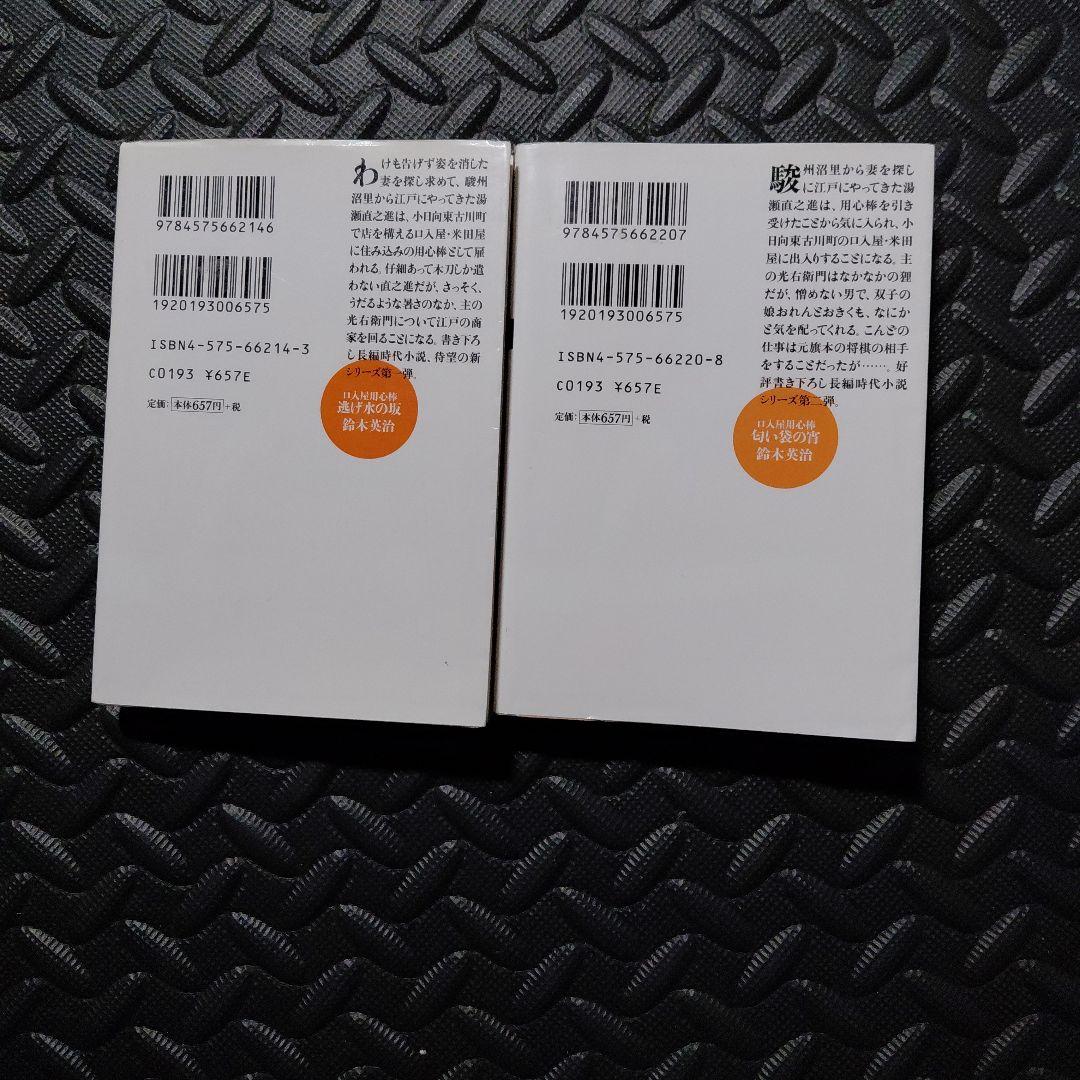 9784575662146
1920193006575
ISBN4-575-66214-3
C0193 ¥657E
定価:本体657円+税
わけも告げず姿を消した
妻を探し求めて、駿州
沼里から江戸にやってきた湯
瀬直之進は、小日向東古川町
で店を構える口入屋・米田屋
に住み込みの用心棒として雇
われる。仔細あって木刀しか遣
わない直之進だが、さっそく、
うだるような暑さのなか、主の
光右衛門について江戸の商
家を回ることになる。書き下ろ
し長編時代小説、待望の新
シリーズ第一弾。
口入屋用心棒
逃げ水の坂
鈴木英治
9784575662207
1920193006575
ISBN4-575-66220-8
C0193 ¥657E
定価:本体657円+税
駿州沼里から妻を探し
に江戸にやってきた湯
瀬直之進は、用心棒を引き
受けたことから気に入られ、小
日向東古川町の口入屋・米田
屋に出入りすることになる。主
の光右衛門はなかなかの狸
だが、憎めない男で、双子の
娘おれんとおきくも、なにか
と気を配ってくれる。こんどの
仕事は元旗本の将棋の相手
をすることだったが……。好
評書き下ろし長編時代小説
シリーズ第二弾。
口入屋用心棒
匂い袋の宵
鈴木英治